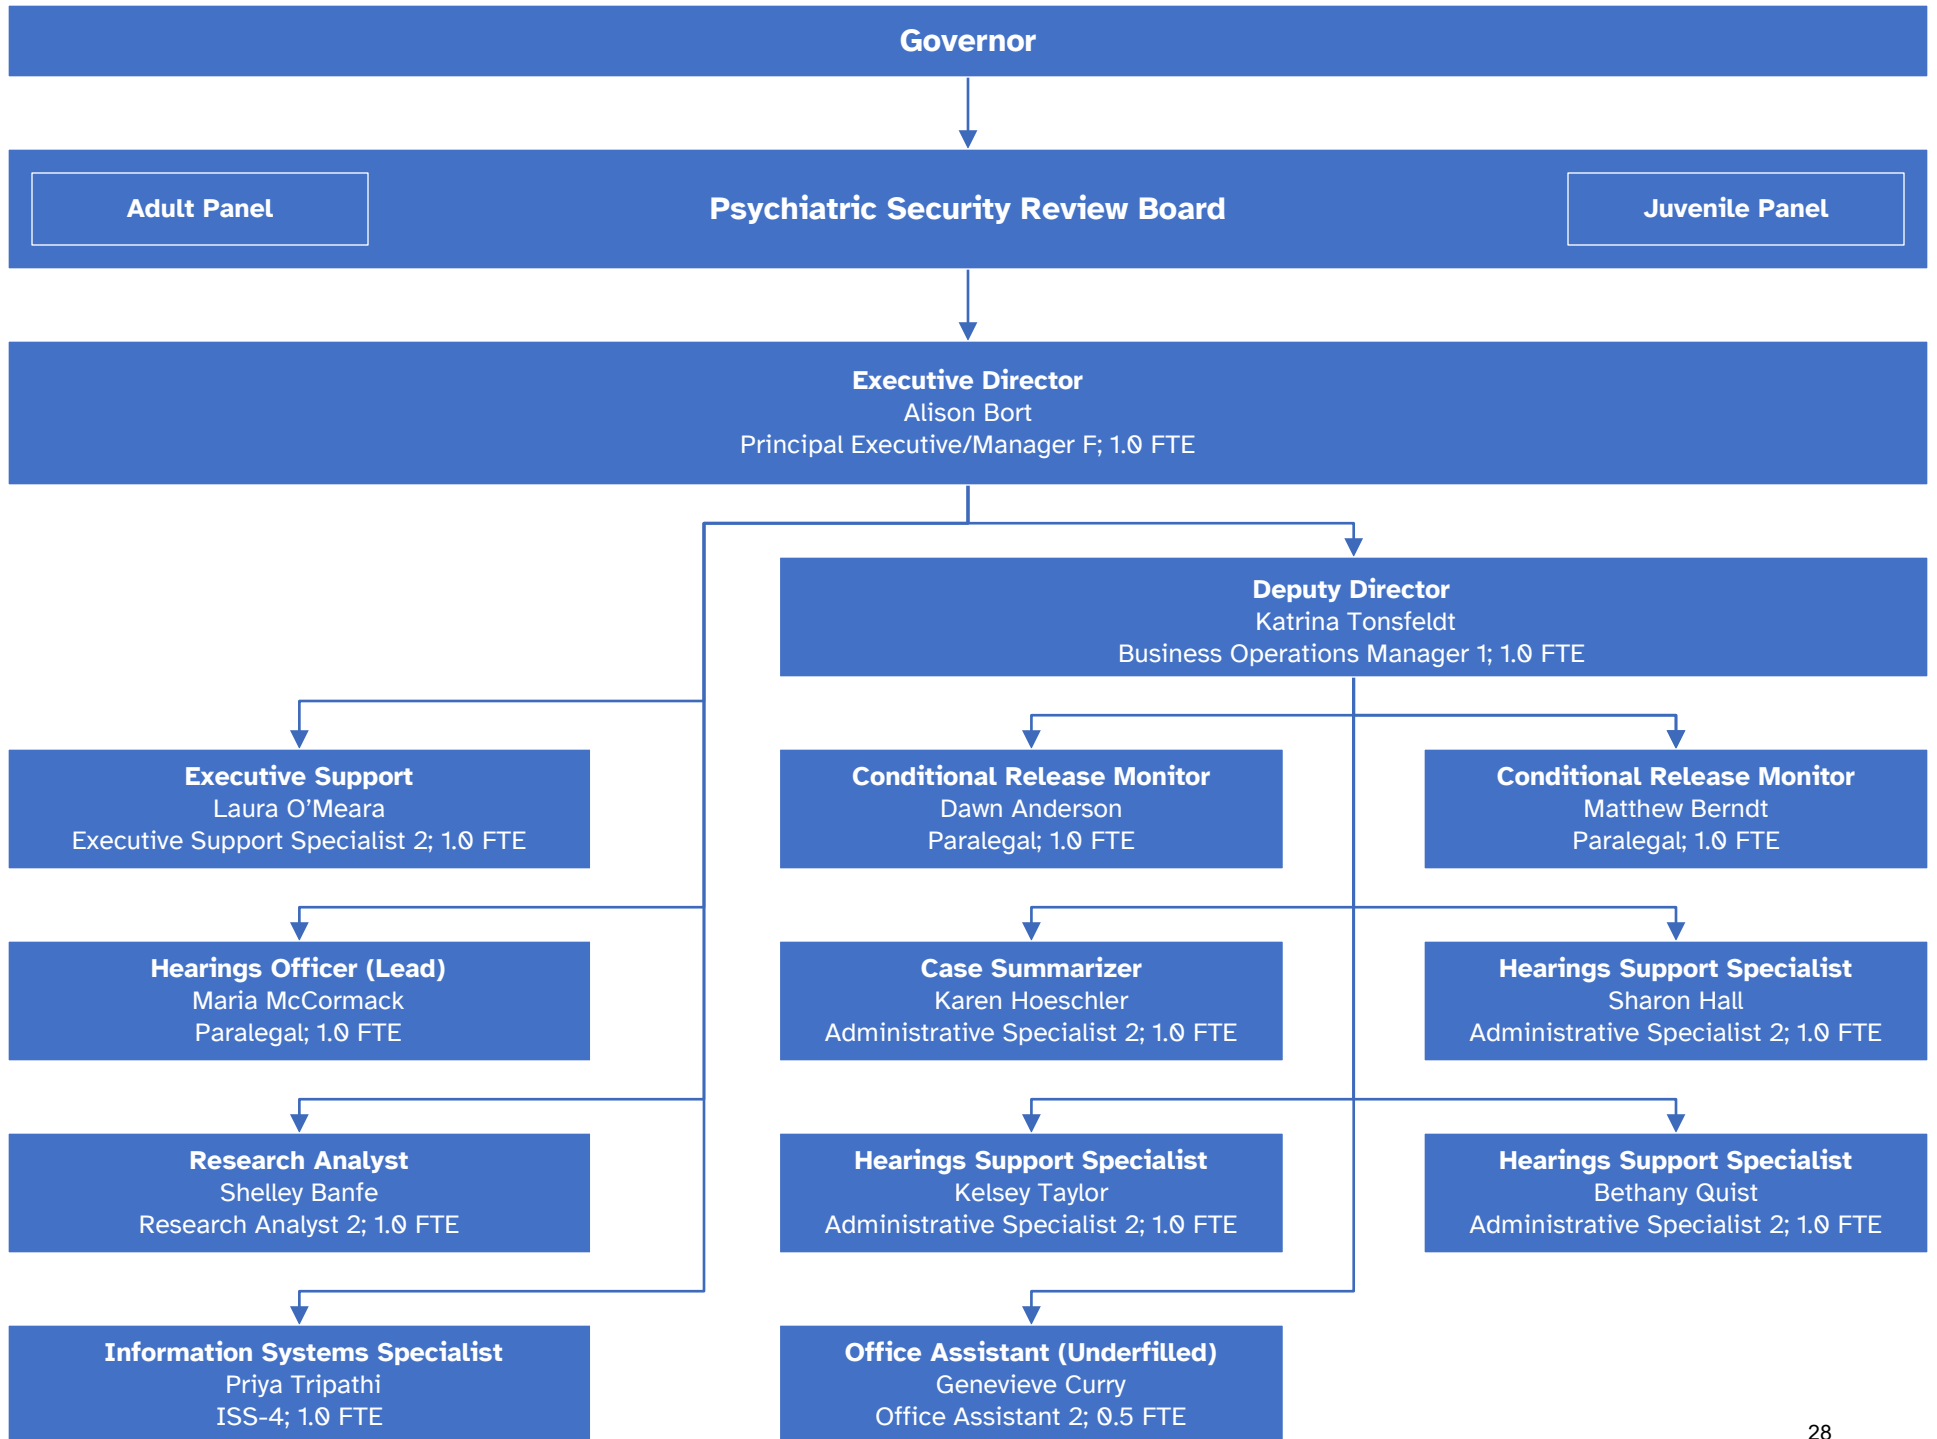 Governor
Adult Panel
Psychiatric Security Review Board
Juvenile Panel
Executive Director
Alison Bort
Principal Executive/Manager F; 1.0 FTE
Deputy Director
Katrina Tonsfeldt
Business Operations Manager 1; 1.0 FTE
Executive Support
Laura O’Meara
Executive Support Specialist 2; 1.0 FTE
Conditional Release Monitor
Dawn Anderson
Paralegal; 1.0 FTE
Conditional Release Monitor
Matthew Berndt
Paralegal; 1.0 FTE
Hearings Officer (Lead)
Maria McCormack
Paralegal; 1.0 FTE
Case Summarizer
Karen Hoeschler
Administrative Specialist 2; 1.0 FTE
Hearings Support Specialist
Sharon Hall
Administrative Specialist 2; 1.0 FTE
Research Analyst
Shelley Banfe
Research Analyst 2; 1.0 FTE
Hearings Support Specialist
Kelsey Taylor
Administrative Specialist 2; 1.0 FTE
Hearings Support Specialist
Bethany Quist
Administrative Specialist 2; 1.0 FTE
Information Systems Specialist
Priya Tripathi
ISS-4; 1.0 FTE
Office Assistant (Underfilled)
Genevieve Curry
Office Assistant 2; 0.5 FTE
28